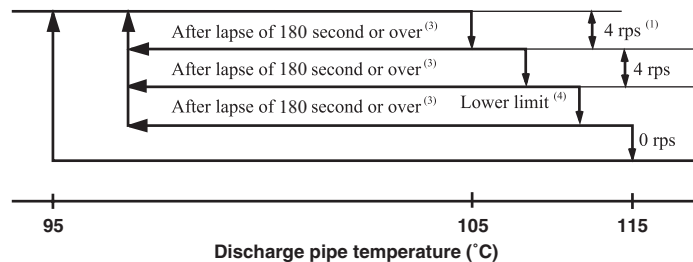 After lapse of 180 second or over (3)
4 rps (1)
After lapse of 180 second or over (3)
4 rps
After lapse of 180 second or over (3)
Lower limit (4)
0 rps
95
105
115
Discharge pipe temperature (˚C)